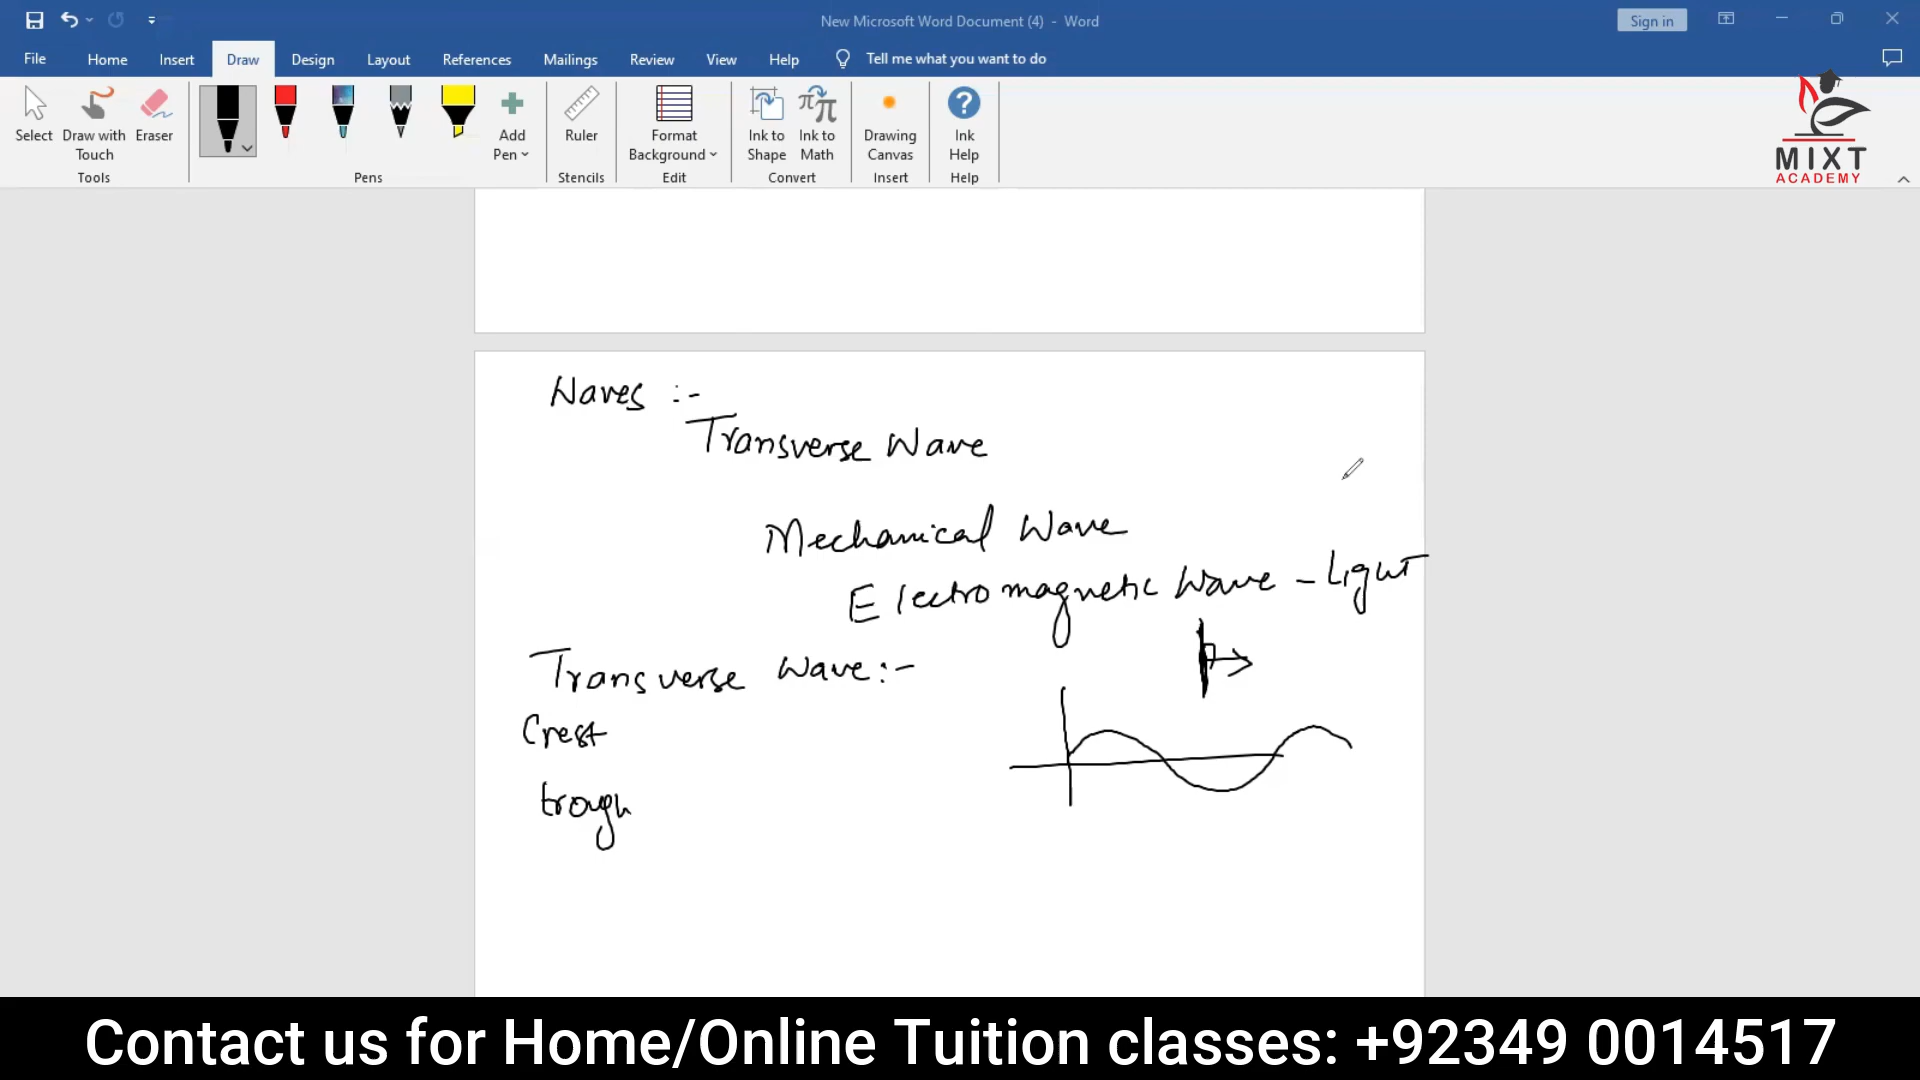 New Microsoft Word Document (4) - Word
Sign in
File Home Insert Draw Design Layout References Mailings Review View Help Tell me what you want to do
Select Draw with Touch Eraser Add Pen Ruler Format Background Ink to Shape Ink to Math Drawing Canvas Ink Help
Tools Pens Stencils Edit Convert Insert Help
MIXT
ACADEMY
Waves :-
Transverse Wave
Mechanical Wave
Electromagnetic Wave - Light
Transverse Wave :-
Crest
trough
Contact us for Home/Online Tuition classes: +92349 0014517